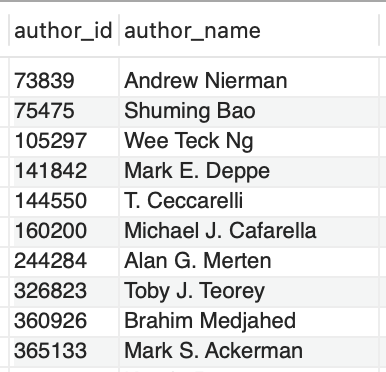 author_id author_name
73839 Andrew Nierman
75475 Shuming Bao
105297 Wee Teck Ng
141842 Mark E. Deppe
144550 T. Ceccarelli
160200 Michael J. Cafarella
244284 Alan G. Merten
326823 Toby J. Teorey
360926 Brahim Medjahed
365133 Mark S. Ackerman